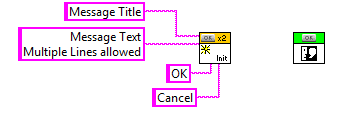 Message Title
Message Text
Multiple Lines allowed
OK x2
Init
OK
OK
Cancel